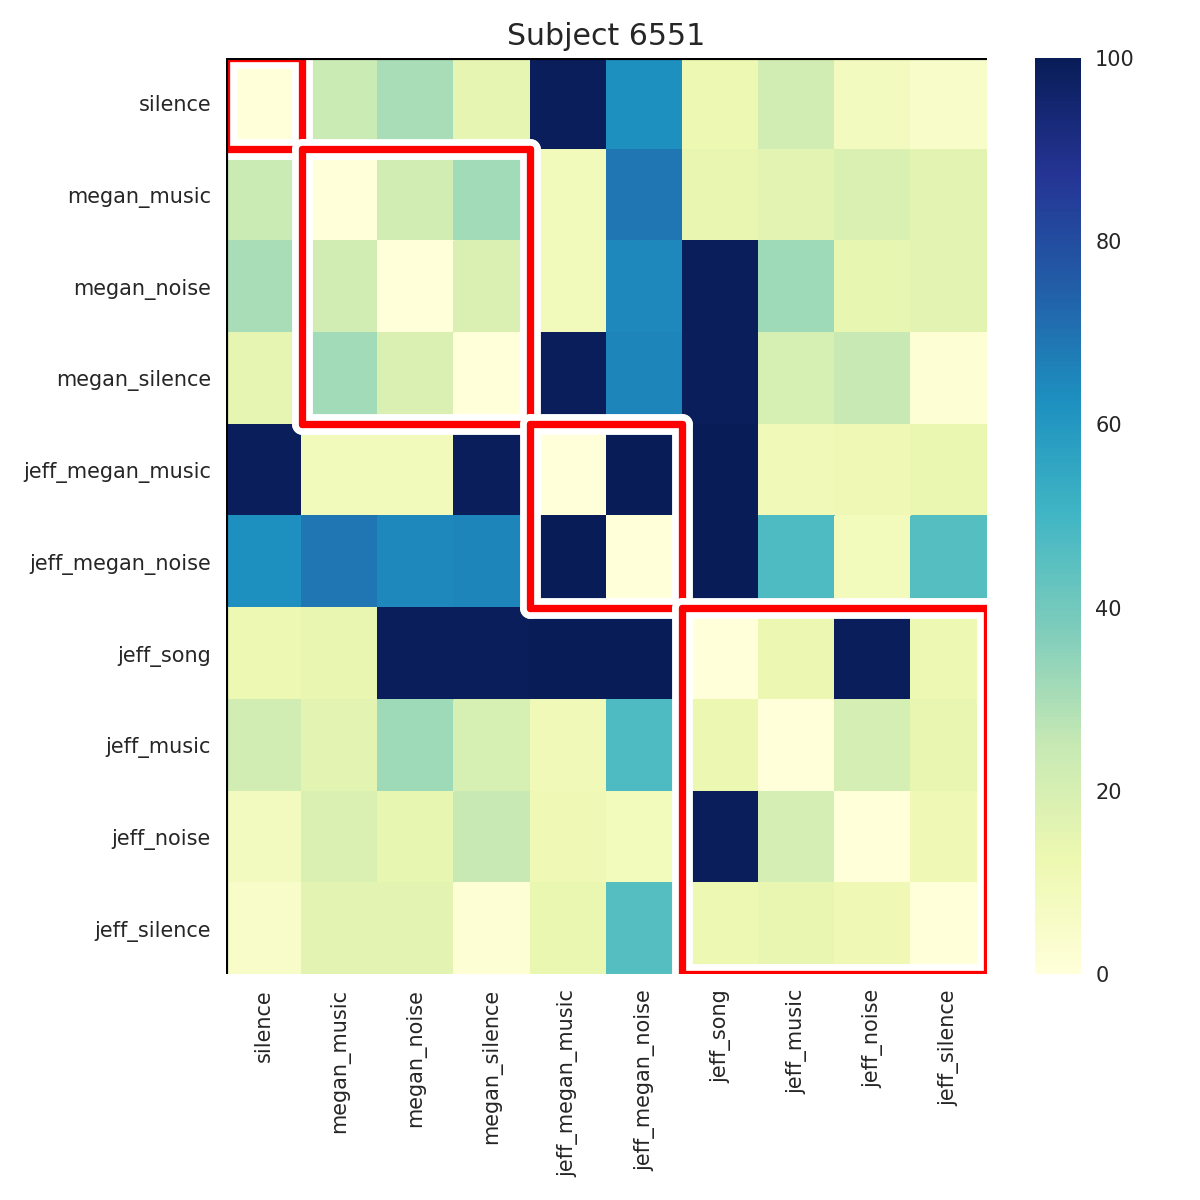 Subject 6551
silence
megan_music
megan_noise
megan_silence
jeff_megan_music
jeff_megan_noise
jeff_song
jeff_music
jeff_noise
jeff_silence
silence
megan_music
megan_noise
megan_silence
jeff_megan_music
jeff_megan_noise
jeff_song
jeff_music
jeff_noise
jeff_silence
100
80
60
40
20
0